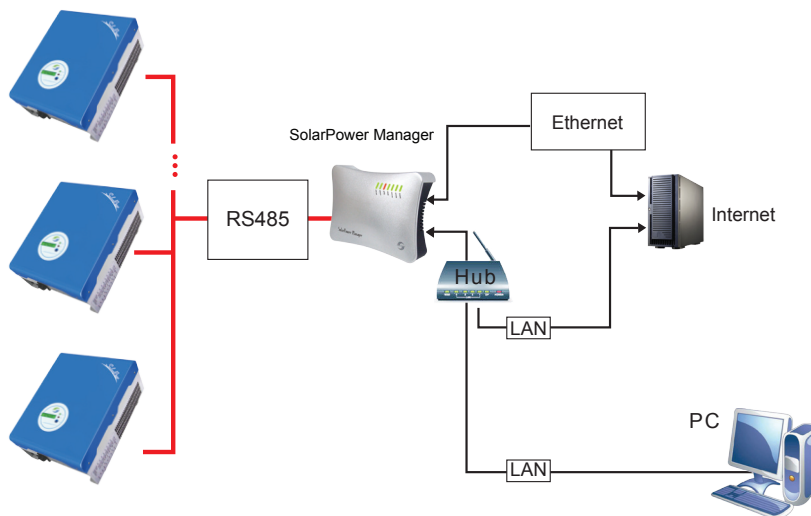 SolarPower Manager
Ethernet
RS485
Internet
Hub
LAN
PC
LAN